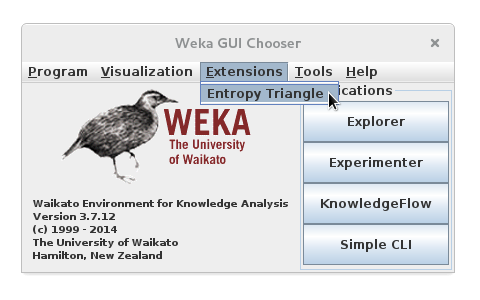 Weka GUI Chooser
Program Visualization Extensions Tools Help
Entropy Triangle
ications
WEKA
The University
of Waikato
Explorer
Experimenter
KnowledgeFlow
Simple CLI
Waikato Environment for Knowledge Analysis
Version 3.7.12
(c) 1999 - 2014
The University of Waikato
Hamilton, New Zealand